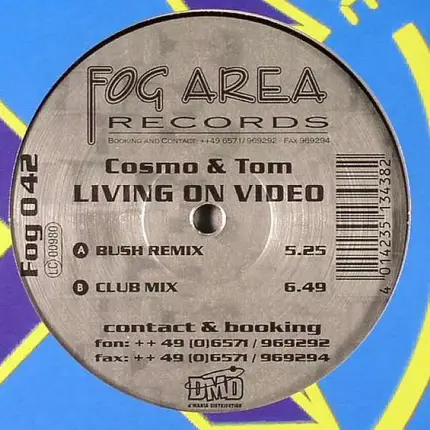 FOG AREA
RECORDS
BOOKING AND CONTACT: ++49 6571/969292 - FAX 969294
Cosmo & Tom
LIVING ON VIDEO
A BUSH REMIX 5.25
B CLUB MIX 6.49
contact & booking
fon: ++ 49 (0)6571 / 969292
fax: ++ 49 (0)6571 / 969294
DMD
Fog 042
LC 00980
4 014235 134382